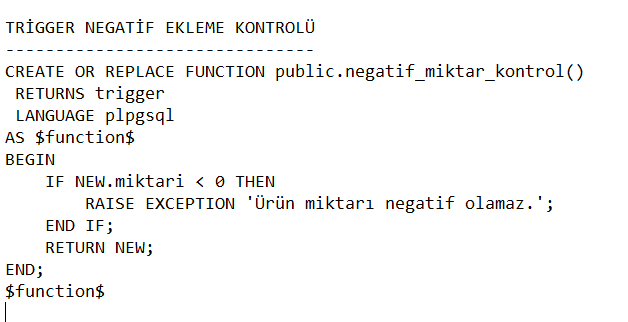 TRİGGER NEGATİF EKLEME KONTROLÜ
-------------------------------
CREATE OR REPLACE FUNCTION public.negatif_miktar_kontrol()
 RETURNS trigger
 LANGUAGE plpgsql
AS $function$
BEGIN
    IF NEW.miktari < 0 THEN
        RAISE EXCEPTION 'Ürün miktarı negatif olamaz.';
    END IF;
    RETURN NEW;
END;
$function$